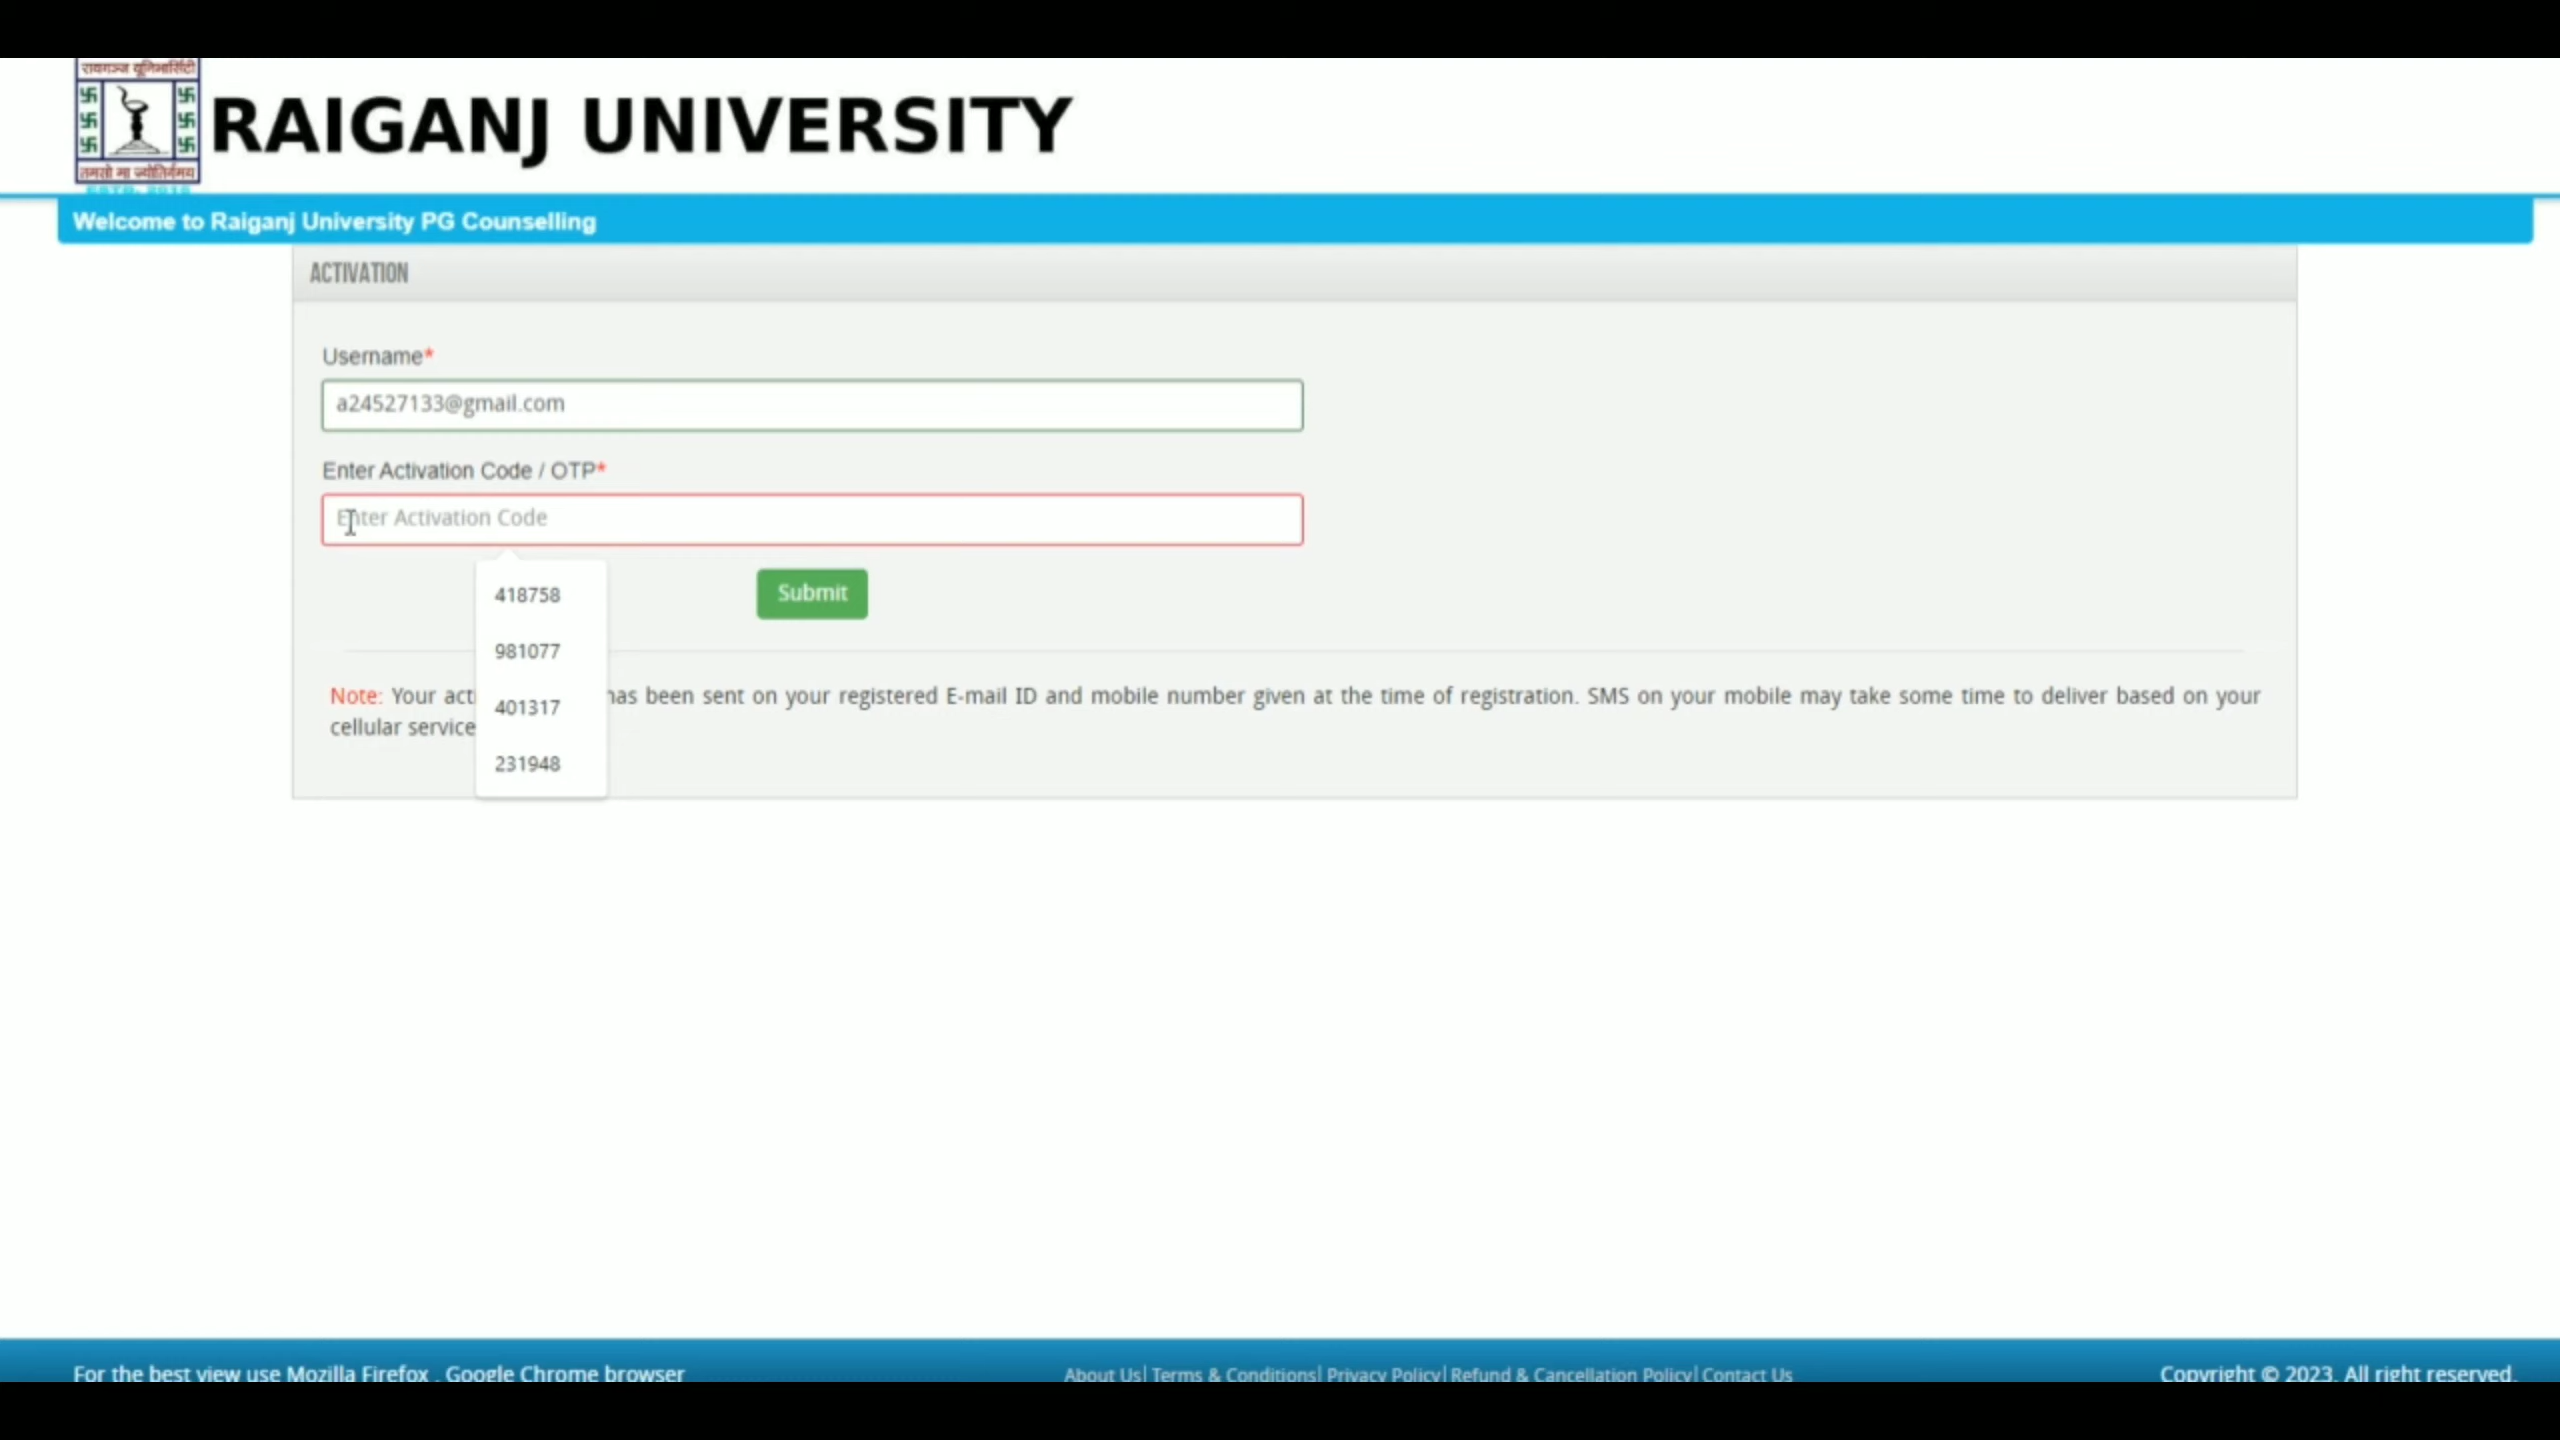 रायगञ्ज यूनिभार्सिटी
तमसो मा ज्योतिर्गमय
RAIGANJ UNIVERSITY
Welcome to Raiganj University PG Counselling
ACTIVATION
Username*
a24527133@gmail.com
Enter Activation Code / OTP*
Enter Activation Code
418758
Submit
981077
Note: Your acti has been sent on your registered E-mail ID and mobile number given at the time of registration. SMS on your mobile may take some time to deliver based on your
401317
cellular service
231948
For the best view use Mozilla Firefox , Google Chrome browser
About Us| Terms & Conditions| Privacy Policy| Refund & Cancellation Policy| Contact Us
Copyright © 2023. All right reserved.